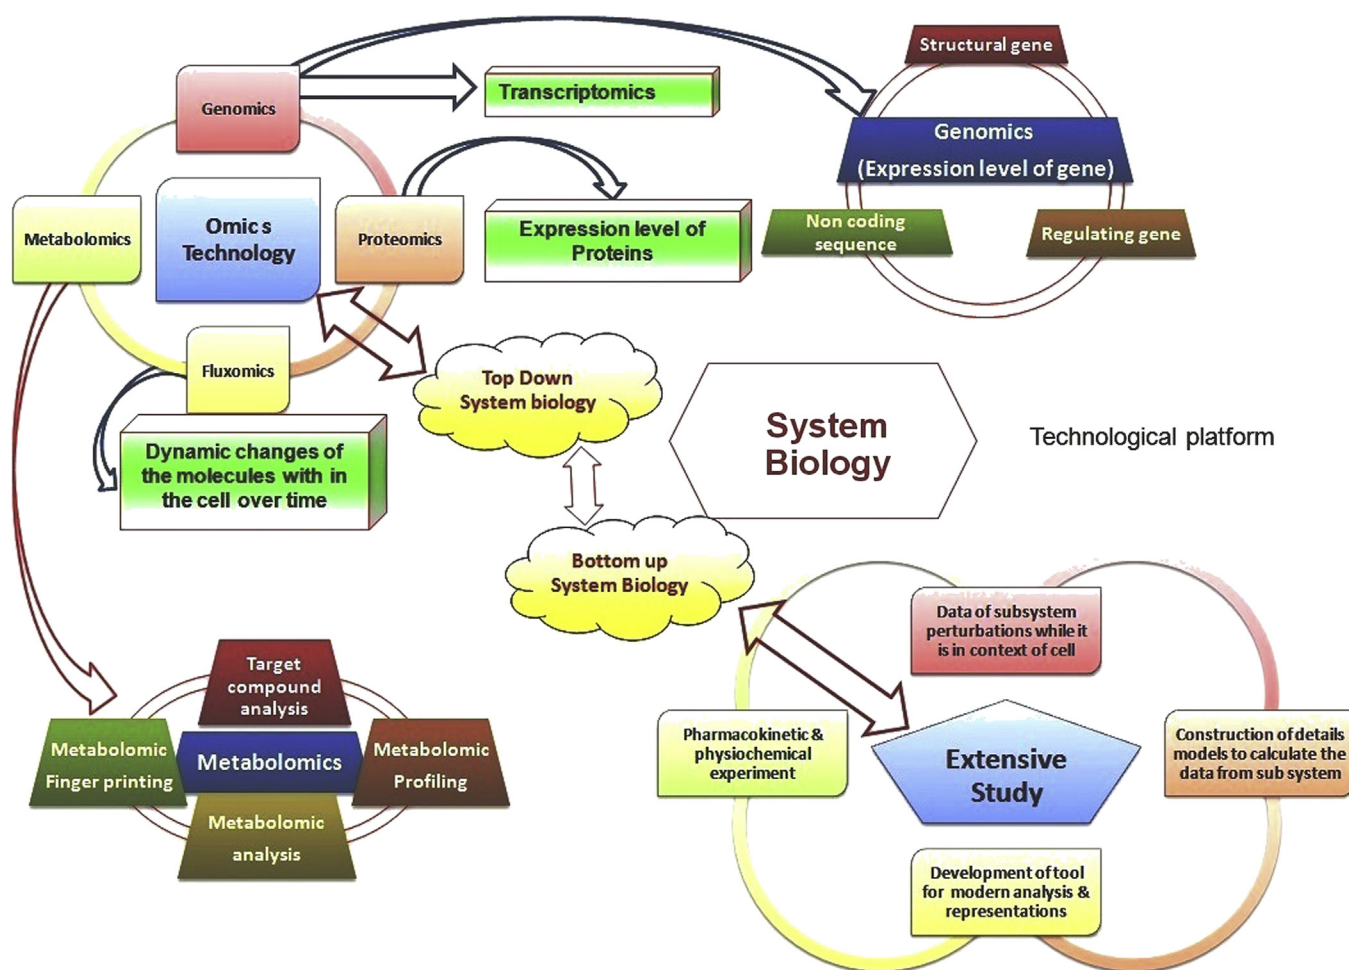 Structural gene
Genomics
Transcriptomics
Genomics
(Expression level of gene)
Metabolomics
Omics
Technology
Proteomics
Expression level of
Proteins
Non coding
sequence
Regulating gene
Fluxomics
Top Down
System biology
System
Biology
Technological platform
Dynamic changes of
the molecules with in
the cell over time
Bottom up
System Biology
Data of subsystem
perturbations while it
is in context of cell
Target
compound
analysis
Metabolomic
Finger printing
Metabolomics
Metabolomic
Profiling
Metabolomic
analysis
Pharmacokinetic &
physiochemical
experiment
Extensive
Study
Construction of details
models to calculate the
data from sub system
Development of tool
for modern analysis &
representations